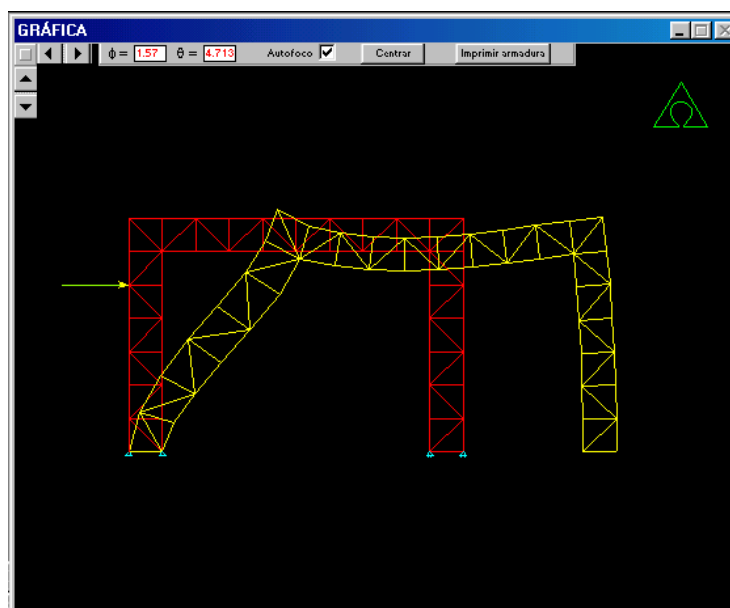 GRÁFICA
ϕ = 1.57 θ = 4.713 Autofoco Centrar Imprimir armadura